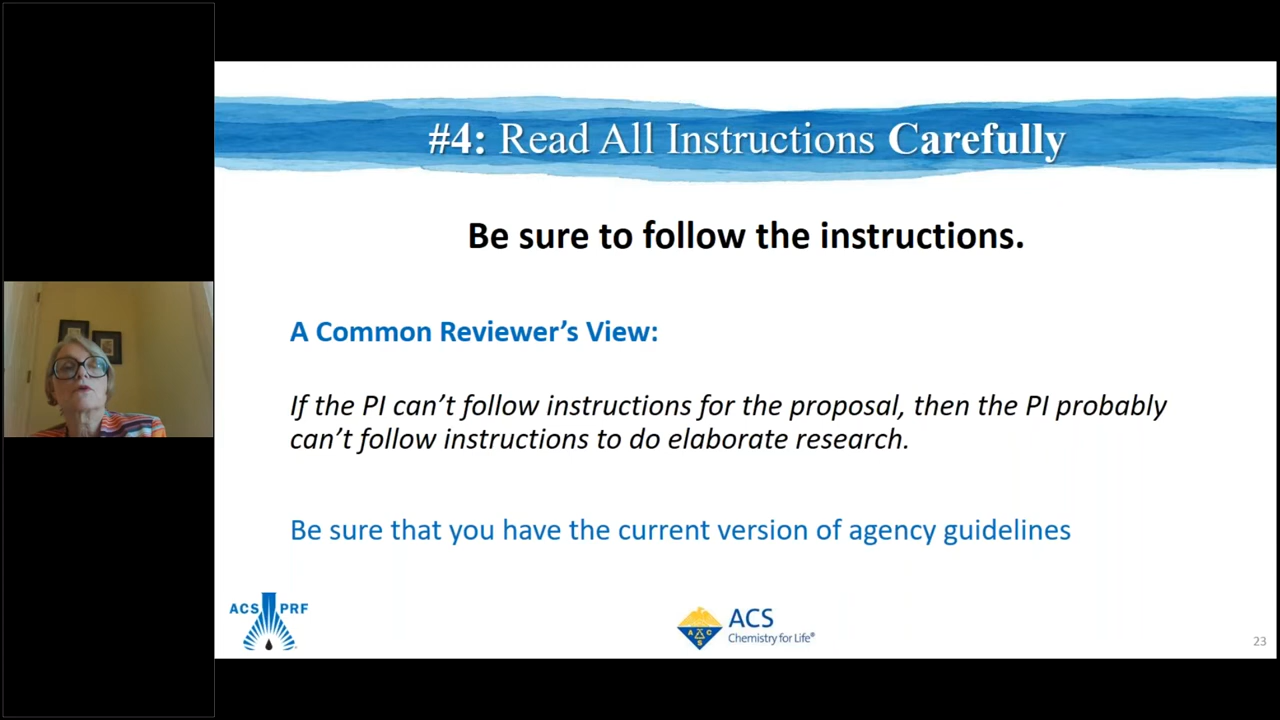 #4: Read All Instructions Carefully
Be sure to follow the instructions.
A Common Reviewer’s View:
If the PI can’t follow instructions for the proposal, then the PI probably
can’t follow instructions to do elaborate research.
Be sure that you have the current version of agency guidelines
ACS PRF
ACS
Chemistry for Life®
A C S
23